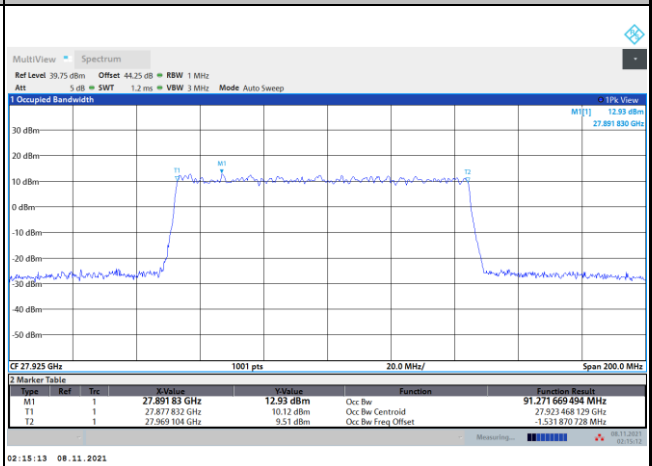 MultiView Spectrum
Ref Level 39.75 dBm Offset 44.25 dB RBW 1 MHz
Att 5 dB SWT 1.2 ms VBW 3 MHz Mode Auto Sweep
1 Occupied Bandwidth 1Pk View
M1[1] 12.93 dBm
27.891 830 GHz
30 dBm
20 dBm
T1 M1 T2
10 dBm
0 dBm
-10 dBm
-20 dBm
-30 dBm
-40 dBm
-50 dBm
CF 27.925 GHz 1001 pts 20.0 MHz/ Span 200.0 MHz
2 Marker Table
Type Ref Trc X-Value Y-Value Function Function Result
M1 1 27.891 83 GHz 12.93 dBm Occ Bw 91.271 669 494 MHz
T1 1 27.877 832 GHz 10.12 dBm Occ Bw Centroid 27.923 468 129 GHz
T2 1 27.969 104 GHz 9.51 dBm Occ Bw Freq Offset -1.531 870 728 MHz
Measuring... 08.11.2021
02:15:12
02:15:13 08.11.2021